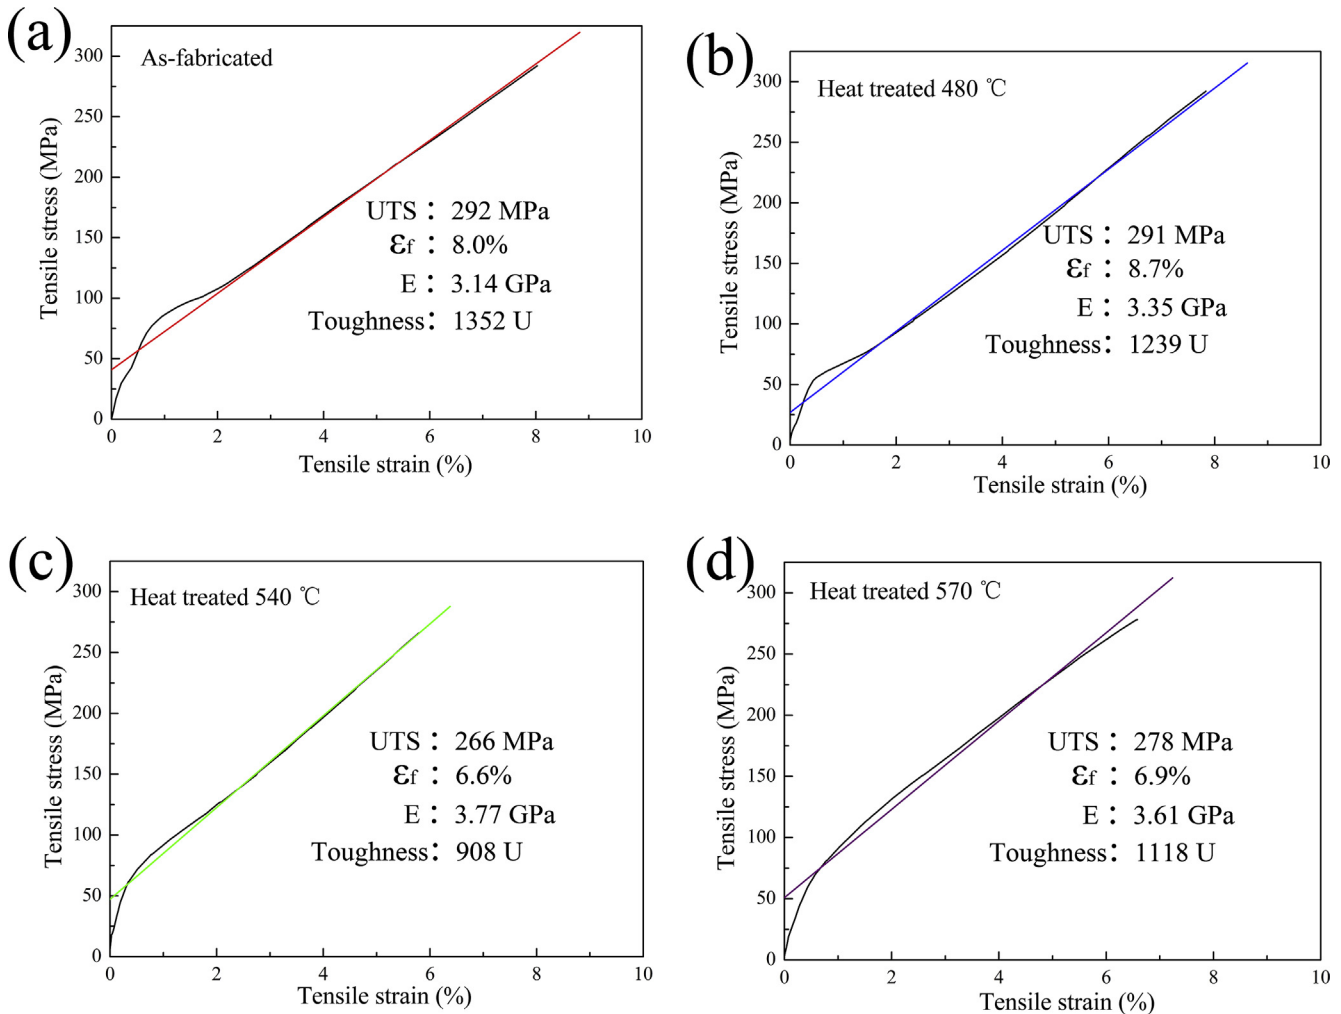 (a)
As-fabricated
Tensile stress (MPa)
300
250
200
150
100
50
0
UTS : 292 MPa
εf : 8.0%
E : 3.14 GPa
Toughness: 1352 U
0 2 4 6 8 10
Tensile strain (%)
(b)
Heat treated 480 ℃
Tensile stress (MPa)
300
250
200
150
100
50
0
UTS : 291 MPa
εf : 8.7%
E : 3.35 GPa
Toughness: 1239 U
0 2 4 6 8 10
Tensile strain (%)
(c)
Heat treated 540 ℃
Tensile stress (MPa)
300
250
200
150
100
50
0
UTS : 266 MPa
εf : 6.6%
E : 3.77 GPa
Toughness: 908 U
0 2 4 6 8 10
Tensile strain (%)
(d)
Heat treated 570 ℃
Tensile stress (MPa)
300
250
200
150
100
50
0
UTS : 278 MPa
εf : 6.9%
E : 3.61 GPa
Toughness: 1118 U
0 2 4 6 8 10
Tensile strain (%)